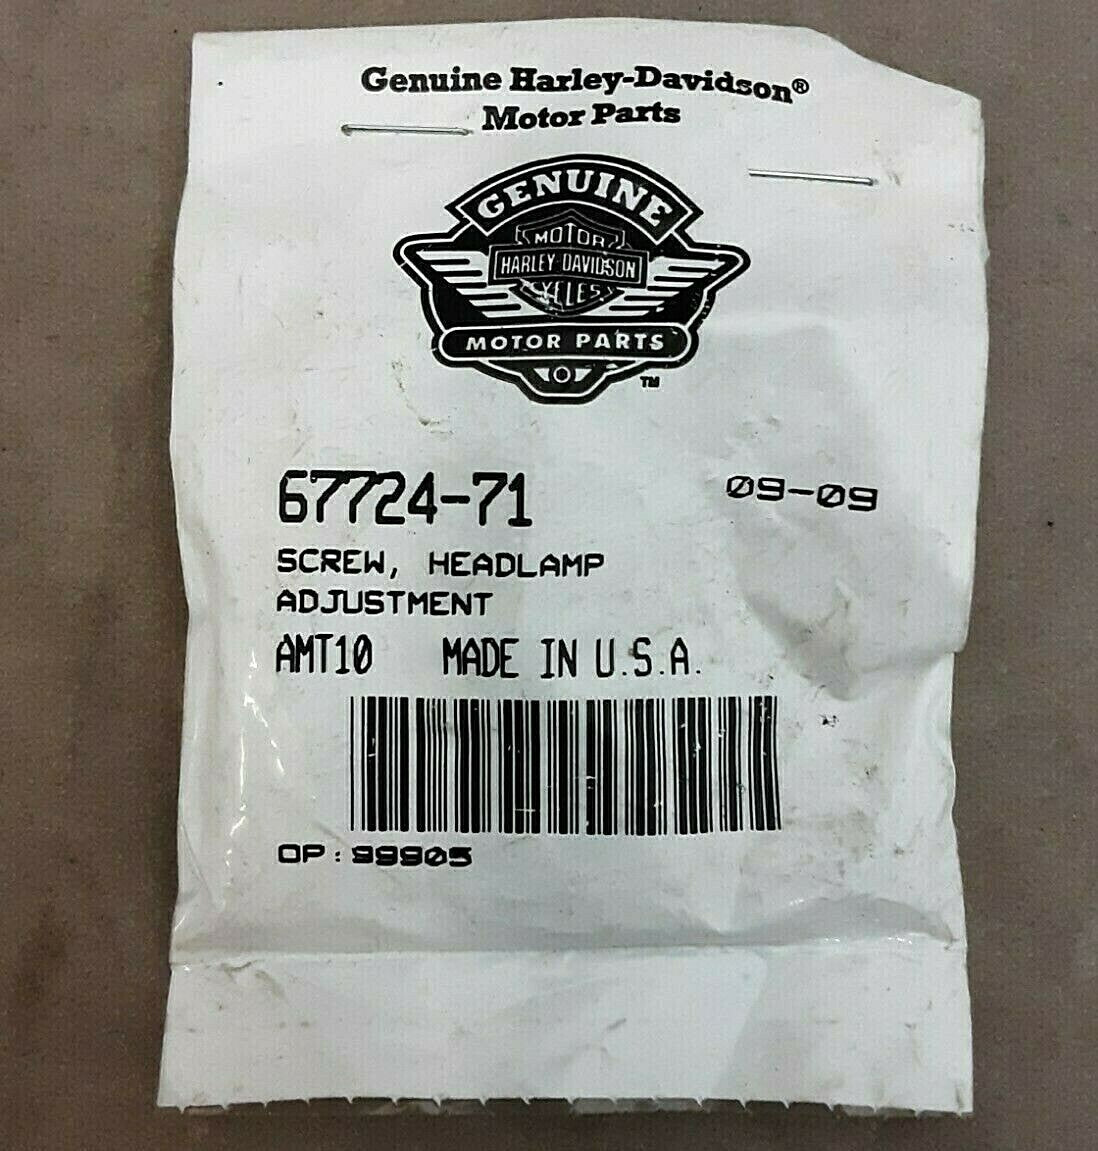 Genuine Harley-Davidson®
Motor Parts
GENUINE
MOTOR
HARLEY-DAVIDSON
CYCLES
MOTOR PARTS
TM
67724-71 09-09
SCREW, HEADLAMP
ADJUSTMENT
AMT10 MADE IN U.S.A.
OP: 99905